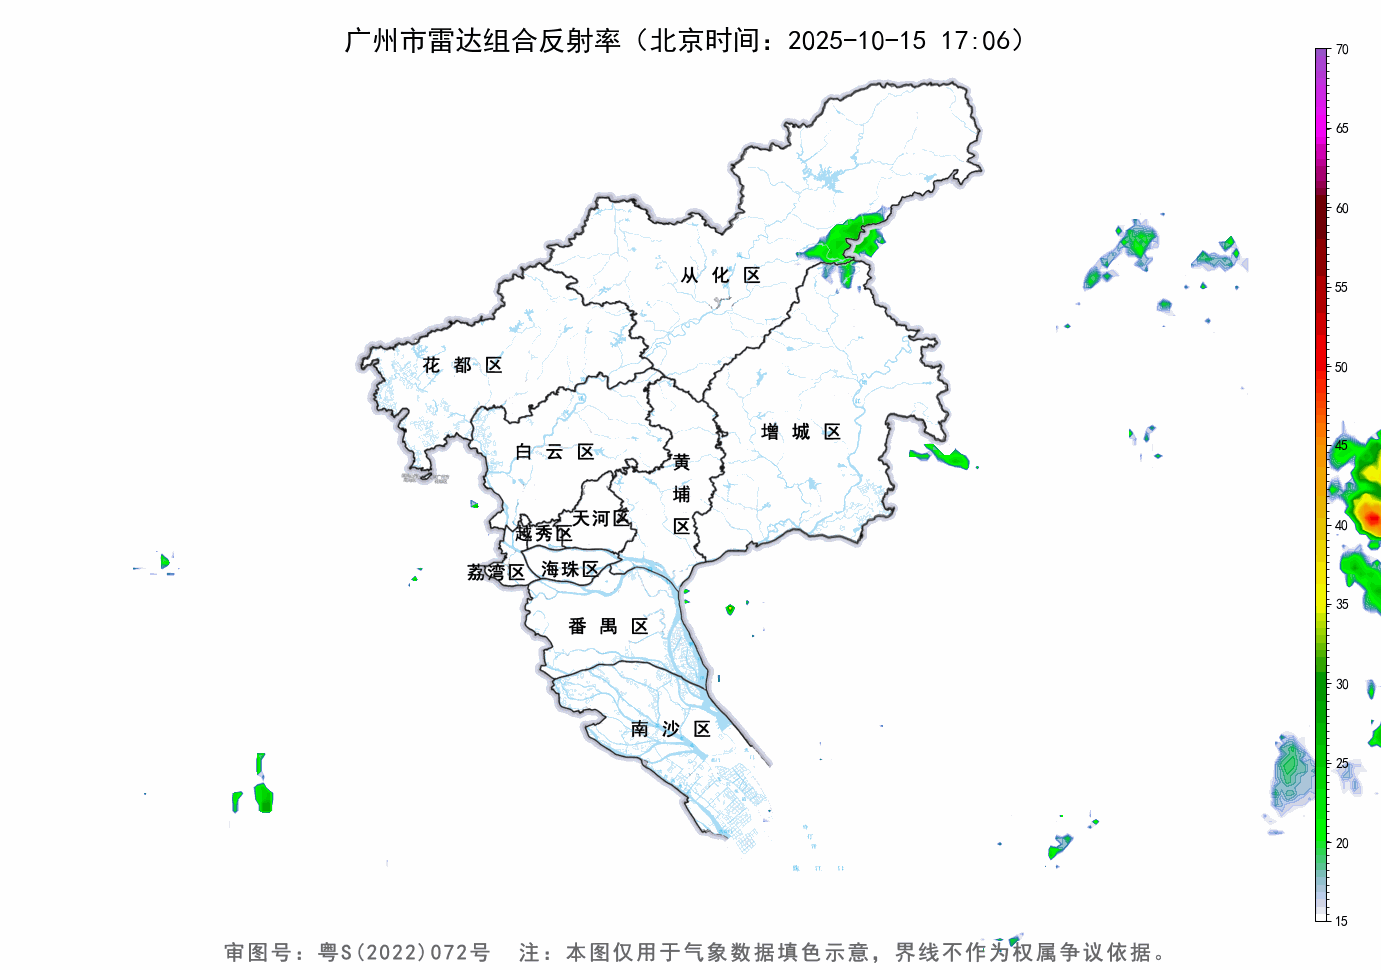 广州市雷达组合反射率（北京时间：2025-10-15 17:06）
70
65
60
55
50
45
40
35
30
25
20
15
从化区
花都区
增城区
白云区
黄埔区
天河区
越秀区
荔湾区
海珠区
番禺区
南沙区
审图号：粤S(2022)072号 注：本图仅用于气象数据填色示意，界线不作为权属争议依据。